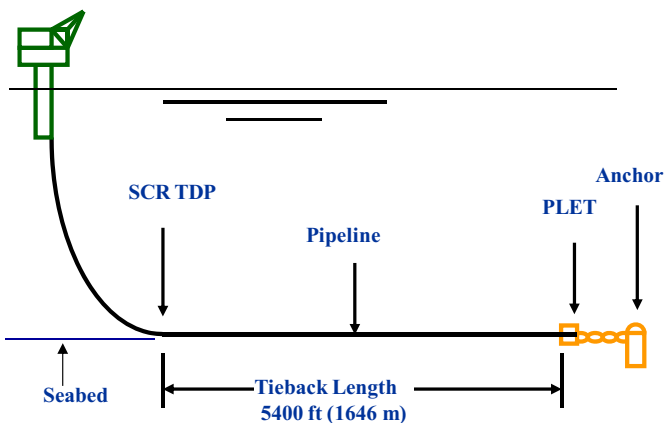 Anchor
SCR TDP
PLET
Pipeline
Seabed
Tieback Length
5400 ft (1646 m)